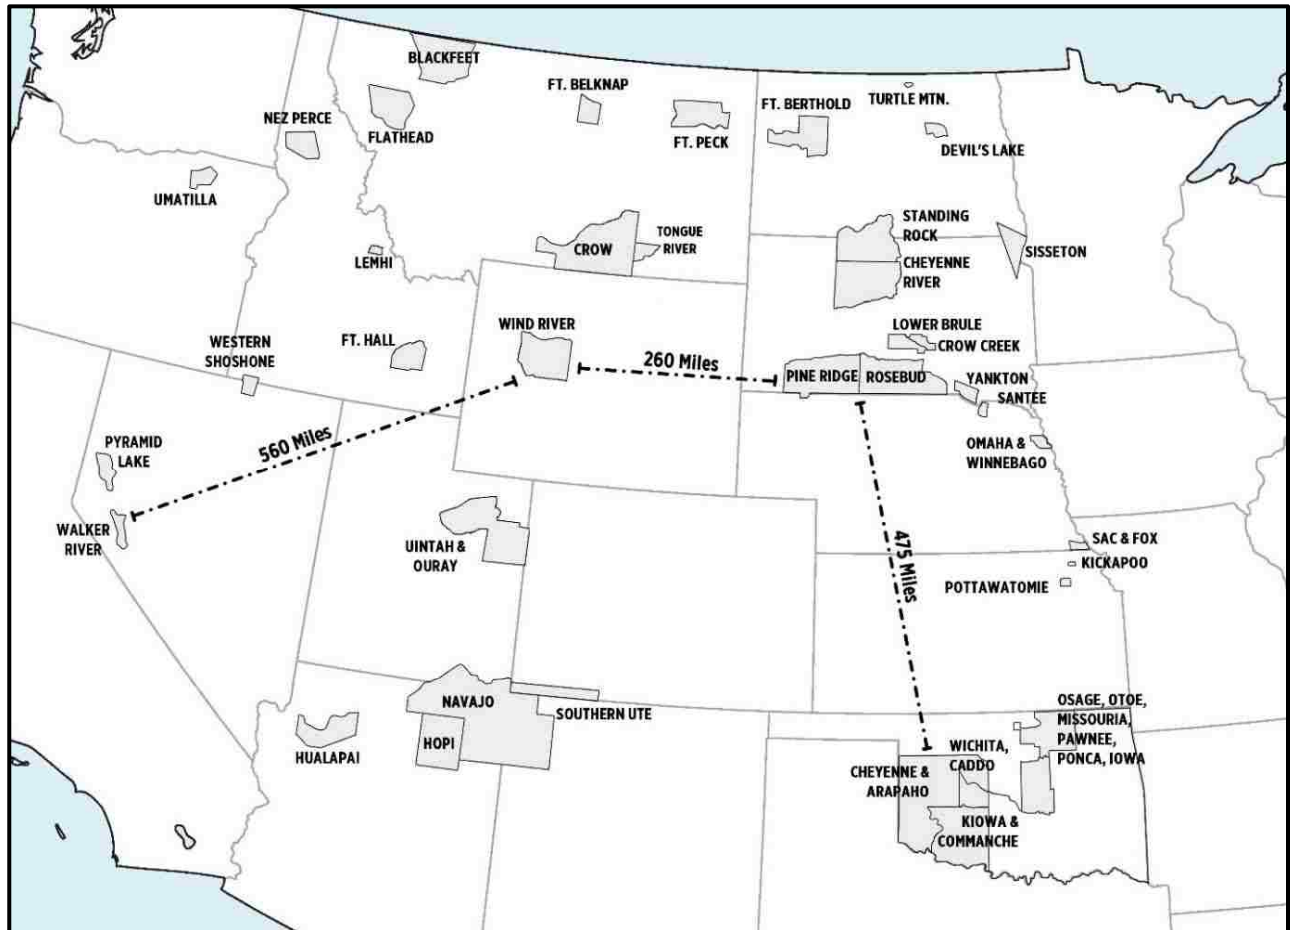 BLACKFEET
FT. BELKNAP
TURTLE MTN.
FT. BERTHOLD
NEZ PERCE
FLATHEAD
FT. PECK
DEVIL'S LAKE
UMATILLA
STANDING
ROCK
TONGUE
RIVER
CROW
LEMHI
SISSETON
CHEYENNE
RIVER
WIND RIVER
LOWER BRULE
CROW CREEK
WESTERN
SHOSHONE
FT. HALL
260 Miles
PINE RIDGE
ROSEBUD
YANKTON
SANTEE
560 Miles
PYRAMID
LAKE
OMAHA &
WINNEBAGO
WALKER
RIVER
UINTAH &
OURAY
475 Miles
SAC & FOX
KICKAPOO
POTTAWATOMIE
NAVAJO
SOUTHERN UTE
HOPI
HUALAPAI
OSAGE, OTOE,
MISSOURIA,
PAWNEE,
PONCA, IOWA
WICHITA,
CADDO
CHEYENNE &
ARAPAHO
KIOWA &
COMMANCHE